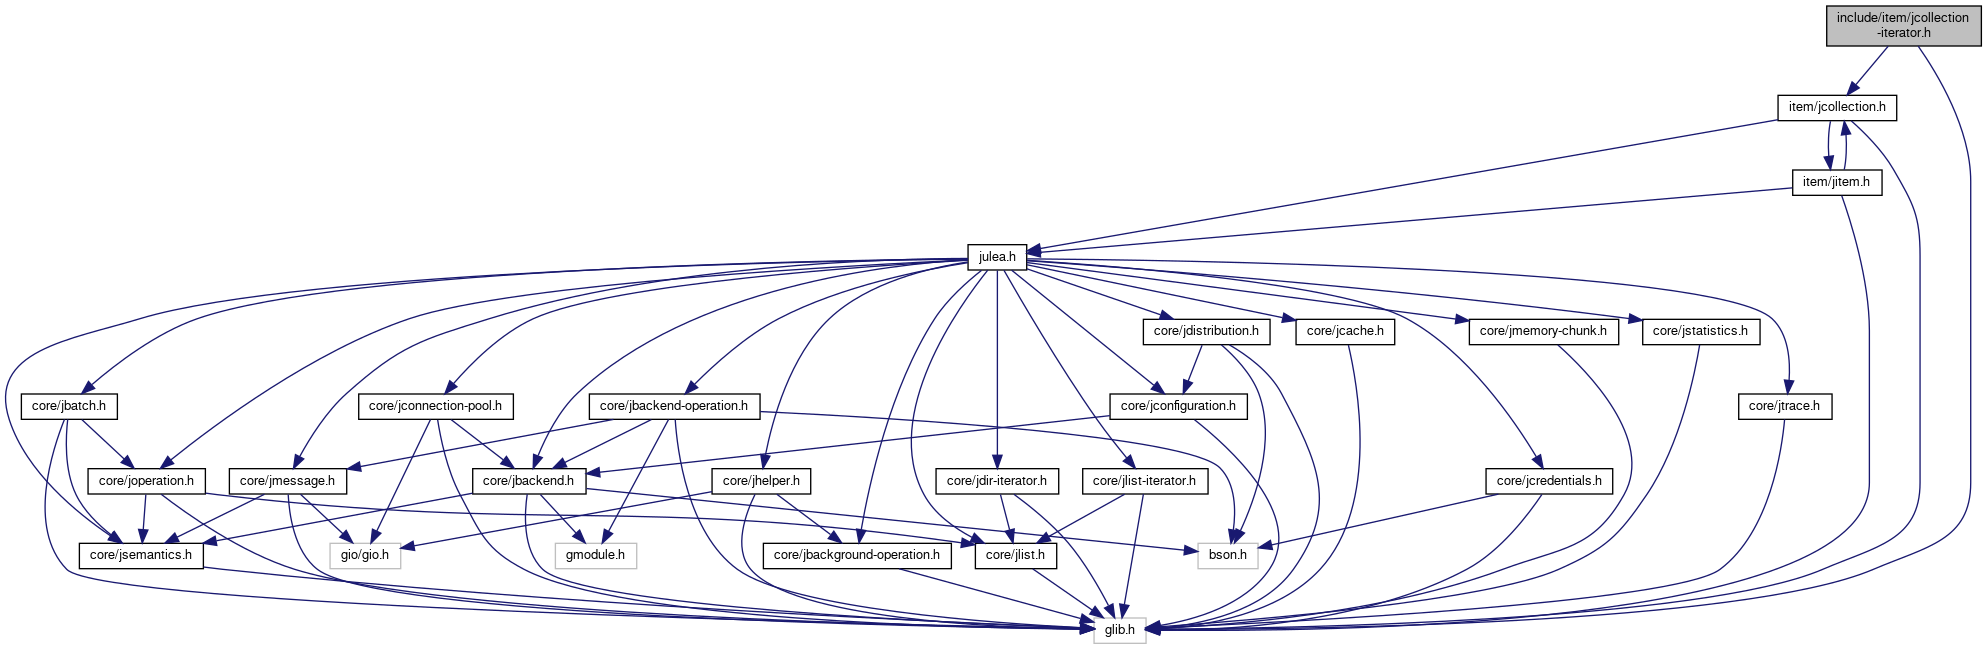 include/item/jcollection
-iterator.h
item/jcollection.h
item/jitem.h
julea.h
core/jdistribution.h
core/jcache.h
core/jmemory-chunk.h
core/jstatistics.h
core/jbatch.h
core/jconnection-pool.h
core/jbackend-operation.h
core/jconfiguration.h
core/jtrace.h
core/joperation.h
core/jmessage.h
core/jbackend.h
core/jhelper.h
core/jdir-iterator.h
core/jlist-iterator.h
core/jcredentials.h
core/jsemantics.h
gio/gio.h
gmodule.h
core/jbackground-operation.h
core/jlist.h
bson.h
glib.h